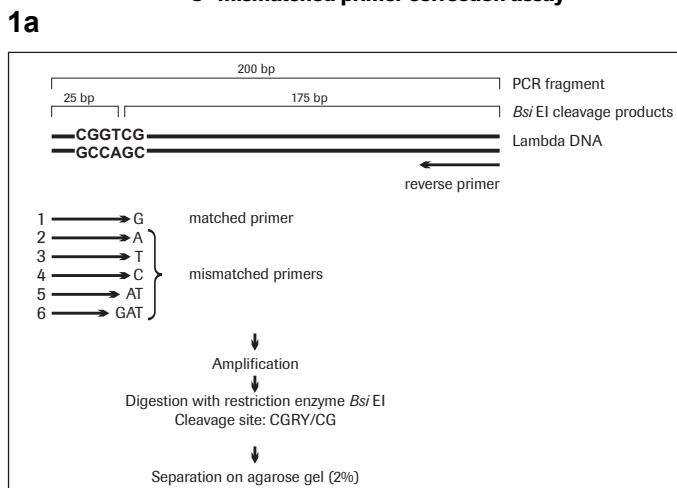 mismatched primer correction assay
1a
200 bp
PCR fragment
25 bp
175 bp
Bsi EI cleavage products
CGGTCG
Lambda DNA
GCCAGC
reverse primer
1 G matched primer
2 A
3 T
4 C mismatched primers
5 AT
6 GAT
Amplification
Digestion with restriction enzyme Bsi EI
Cleavage site: CGRY/CG
Separation on agarose gel (2%)